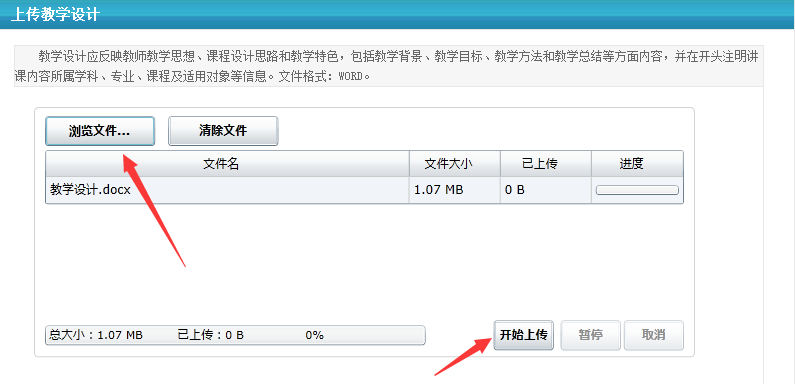 上传教学设计
教学设计应反映教师教学思想、课程设计思路和教学特色，包括教学背景、教学目标、教学方法和教学总结等方面内容，并在开头注明讲
课内容所属学科、专业、课程及适用对象等信息。文件格式：WORD。
浏览文件... 清除文件
文件名 文件大小 已上传 进度
教学设计.docx 1.07 MB 0 B
总大小：1.07 MB 已上传：0 B 0% 开始上传 暂停 取消